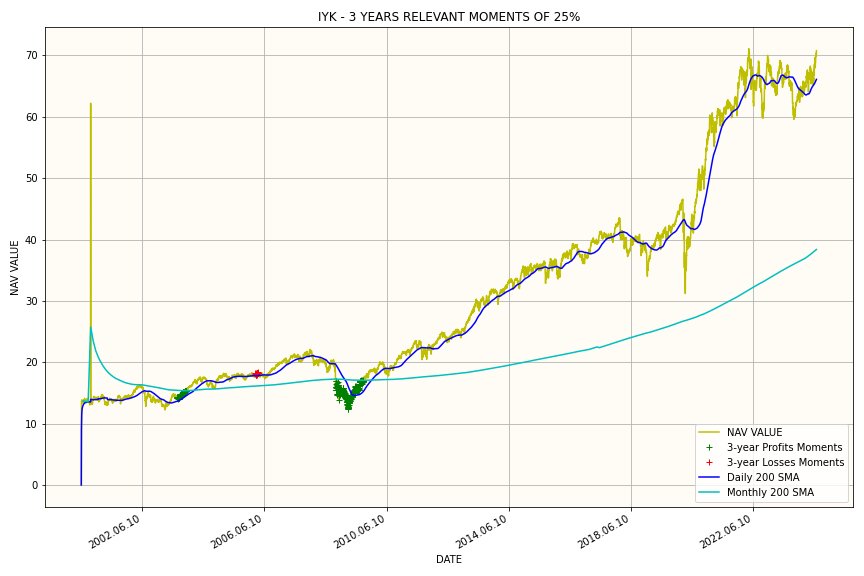 IYK - 3 YEARS RELEVANT MOMENTS OF 25%
NAV VALUE
70
60
50
40
30
20
10
0
NAV VALUE
3-year Profits Moments
3-year Losses Moments
Daily 200 SMA
Monthly 200 SMA
2002.06.10
2006.06.10
2010.06.10
2014.06.10
2018.06.10
2022.06.10
DATE